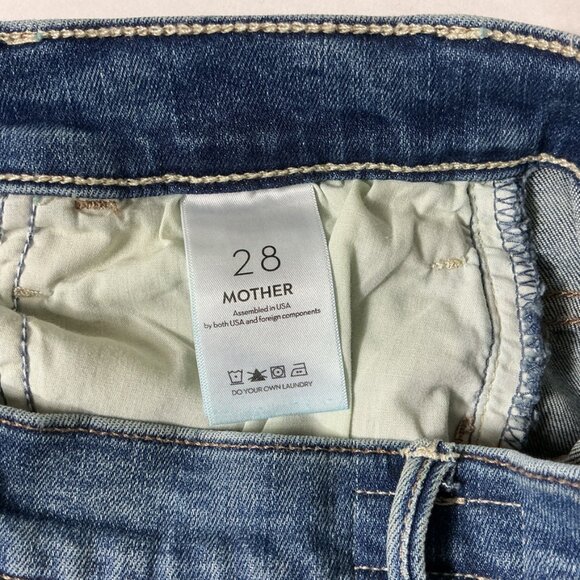 28
MOTHER
Assembled in USA
by both USA and foreign components
DO YOUR OWN LAUNDRY